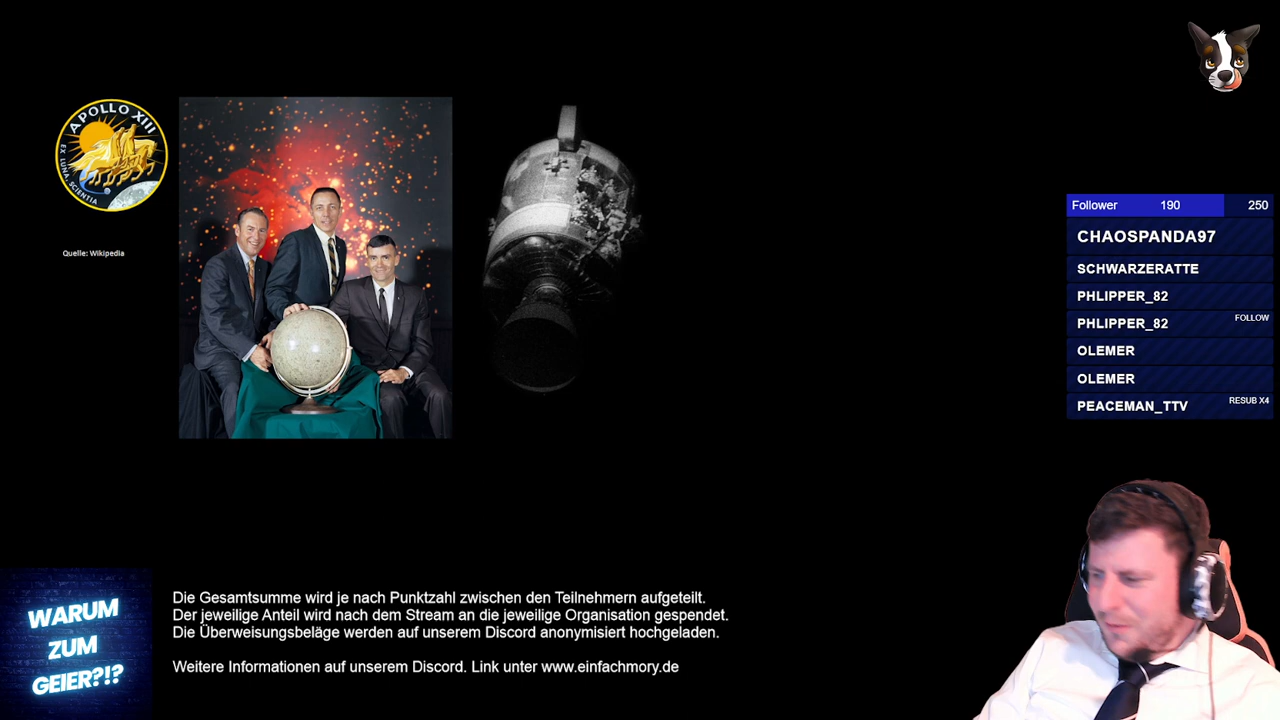 APOLLO XIII
EX LUNA, SCIENTIA
Quelle: Wikipedia
Follower 190 250
CHAOSPANDA97
SCHWARZERATTE
PHLIPPER_82
PHLIPPER_82 FOLLOW
OLEMER
OLEMER
PEACEMAN_TTV RESUB X4
WARUM
ZUM
GEIER?!?
Die Gesamtsumme wird je nach Punktzahl zwischen den Teilnehmern aufgeteilt.
Der jeweilige Anteil wird nach dem Stream an die jeweilige Organisation gespendet.
Die Überweisungsbeläge werden auf unserem Discord anonymisiert hochgeladen.
Weitere Informationen auf unserem Discord. Link unter www.einfachmory.de